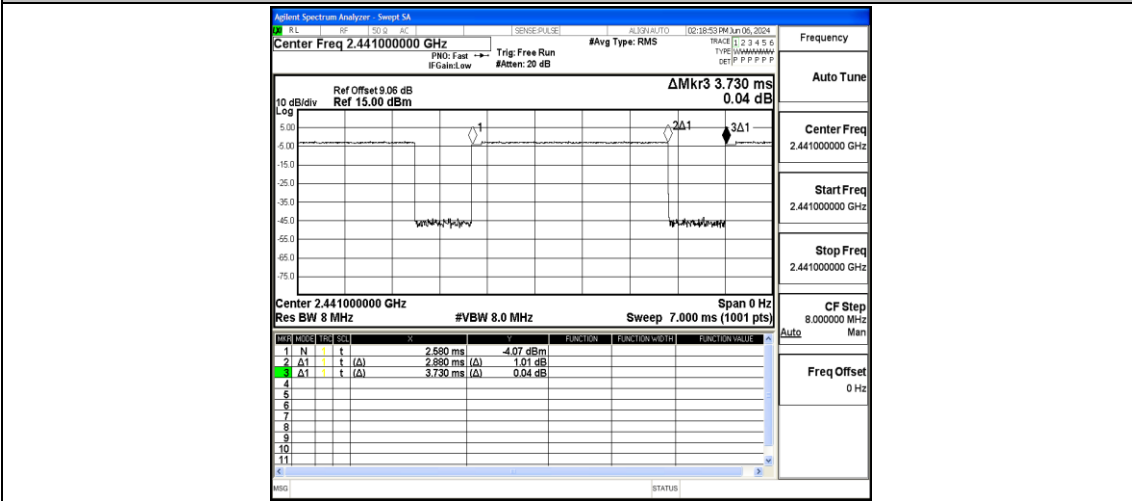 Agilent Spectrum Analyzer - Swept SA
RL RF 50 Ω AC SENSE:PULSE ALIGN AUTO 02:18:53 PM Jun 06, 2024
Center Freq 2.441000000 GHz #Avg Type: RMS TRACE 1 2 3 4 5 6
PNO: Fast Trig: Free Run TYPE
IFGain:Low #Atten: 20 dB DET P P P P P P
Frequency
ΔMkr3 3.730 ms
0.04 dB
Ref Offset 9.06 dB
10 dB/div Ref 15.00 dBm
Log
5.00
-5.00
-15.0
-25.0
-35.0
-45.0
-55.0
-65.0
-75.0
1
2Δ1
3Δ1
Center 2.441000000 GHz Span 0 Hz
Res BW 8 MHz #VBW 8.0 MHz Sweep 7.000 ms (1001 pts)
MKR MODE TRC SCL X Y FUNCTION FUNCTION WIDTH FUNCTION VALUE
1 N 1 t 2.580 ms -4.07 dBm
2 Δ1 1 t (Δ) 2.880 ms (Δ) 1.01 dB
3 Δ1 1 t (Δ) 3.730 ms (Δ) 0.04 dB
4
5
6
7
8
9
10
11
MSG STATUS
Auto Tune
Center Freq
2.441000000 GHz
Start Freq
2.441000000 GHz
Stop Freq
2.441000000 GHz
CF Step
8.000000 MHz
Auto Man
Freq Offset
0 Hz